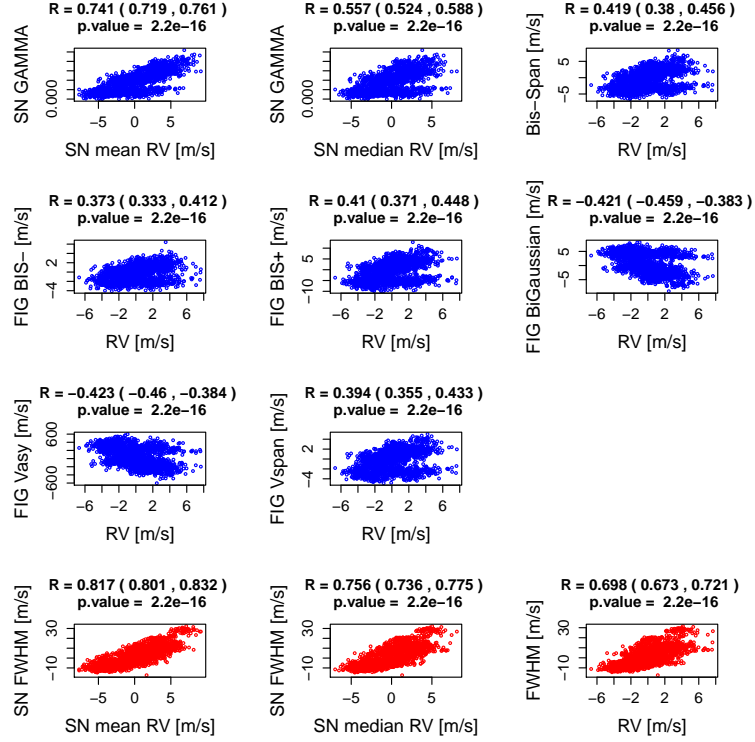 R = 0.741 ( 0.719 , 0.761 )
p.value = 2.2e−16
SN GAMMA
0.000
−5 0 5
SN mean RV [m/s]
R = 0.557 ( 0.524 , 0.588 )
p.value = 2.2e−16
SN GAMMA
0.000
−5 0 5
SN median RV [m/s]
R = 0.419 ( 0.38 , 0.456 )
p.value = 2.2e−16
Bis−Span [m/s]
5
−5
−6 −2 2 6
RV [m/s]
R = 0.373 ( 0.333 , 0.412 )
p.value = 2.2e−16
FIG BIS− [m/s]
2
−4
−6 −2 2 6
RV [m/s]
R = 0.41 ( 0.371 , 0.448 )
p.value = 2.2e−16
FIG BIS+ [m/s]
5
−10
−6 −2 2 6
RV [m/s]
R = −0.421 ( −0.459 , −0.383 )
p.value = 2.2e−16
FIG BiGaussian [m/s]
5
−5
−6 −2 2 6
RV [m/s]
R = −0.423 ( −0.46 , −0.384 )
p.value = 2.2e−16
FIG Vasy [m/s]
600
−600
−6 −2 2 6
RV [m/s]
R = 0.394 ( 0.355 , 0.433 )
p.value = 2.2e−16
FIG Vspan [m/s]
2
−4
−6 −2 2 6
RV [m/s]
R = 0.817 ( 0.801 , 0.832 )
p.value = 2.2e−16
SN FWHM [m/s]
30
−10
−5 0 5
SN mean RV [m/s]
R = 0.756 ( 0.736 , 0.775 )
p.value = 2.2e−16
SN FWHM [m/s]
30
−10
−5 0 5
SN median RV [m/s]
R = 0.698 ( 0.673 , 0.721 )
p.value = 2.2e−16
FWHM [m/s]
30
−10
−6 −2 2 6
RV [m/s]